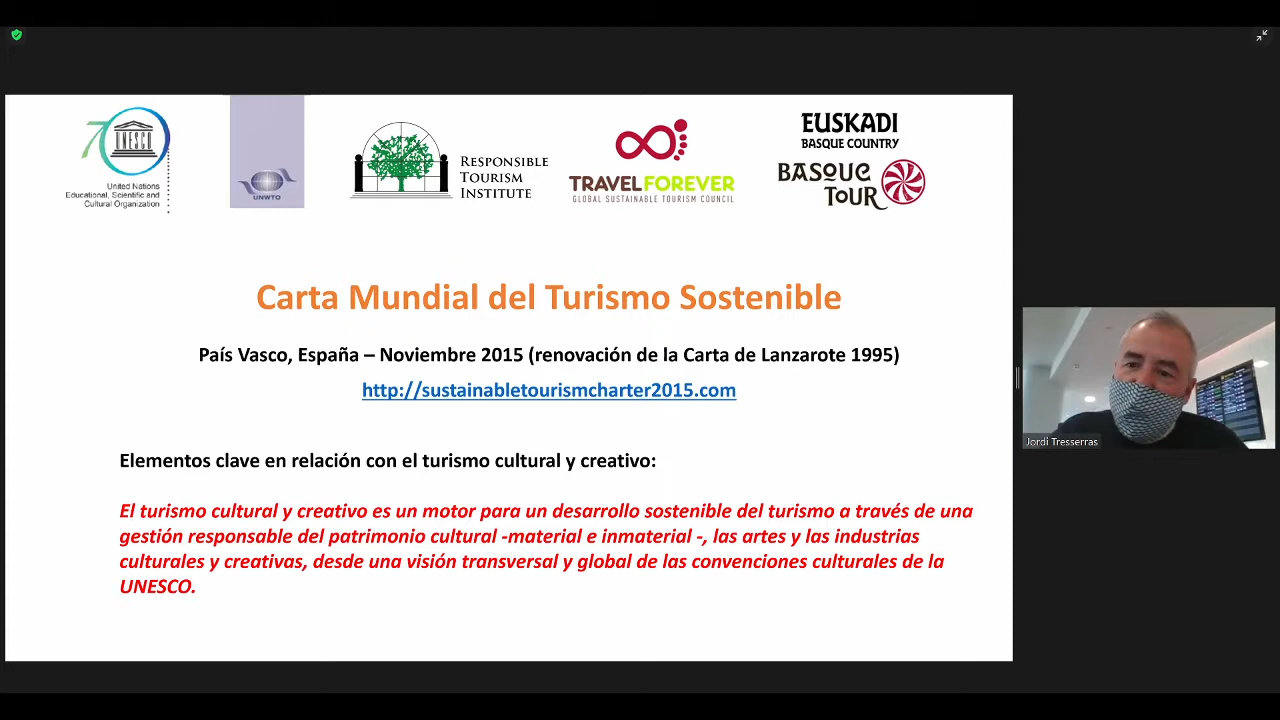 70
UNESCO
United Nations
Educational, Scientific and
Cultural Organization
UNWTO
RESPONSIBLE
TOURISM
INSTITUTE
TRAVELFOREVER
GLOBAL SUSTAINABLE TOURISM COUNCIL
EUSKADI
BASQUE COUNTRY
BASQUE
TOUR
Carta Mundial del Turismo Sostenible
País Vasco, España – Noviembre 2015 (renovación de la Carta de Lanzarote 1995)
http://sustainabletourismcharter2015.com
Elementos clave en relación con el turismo cultural y creativo:
El turismo cultural y creativo es un motor para un desarrollo sostenible del turismo a través de una
gestión responsable del patrimonio cultural -material e inmaterial -, las artes y las industrias
culturales y creativas, desde una visión transversal y global de las convenciones culturales de la
UNESCO.
Jordi Tresserras